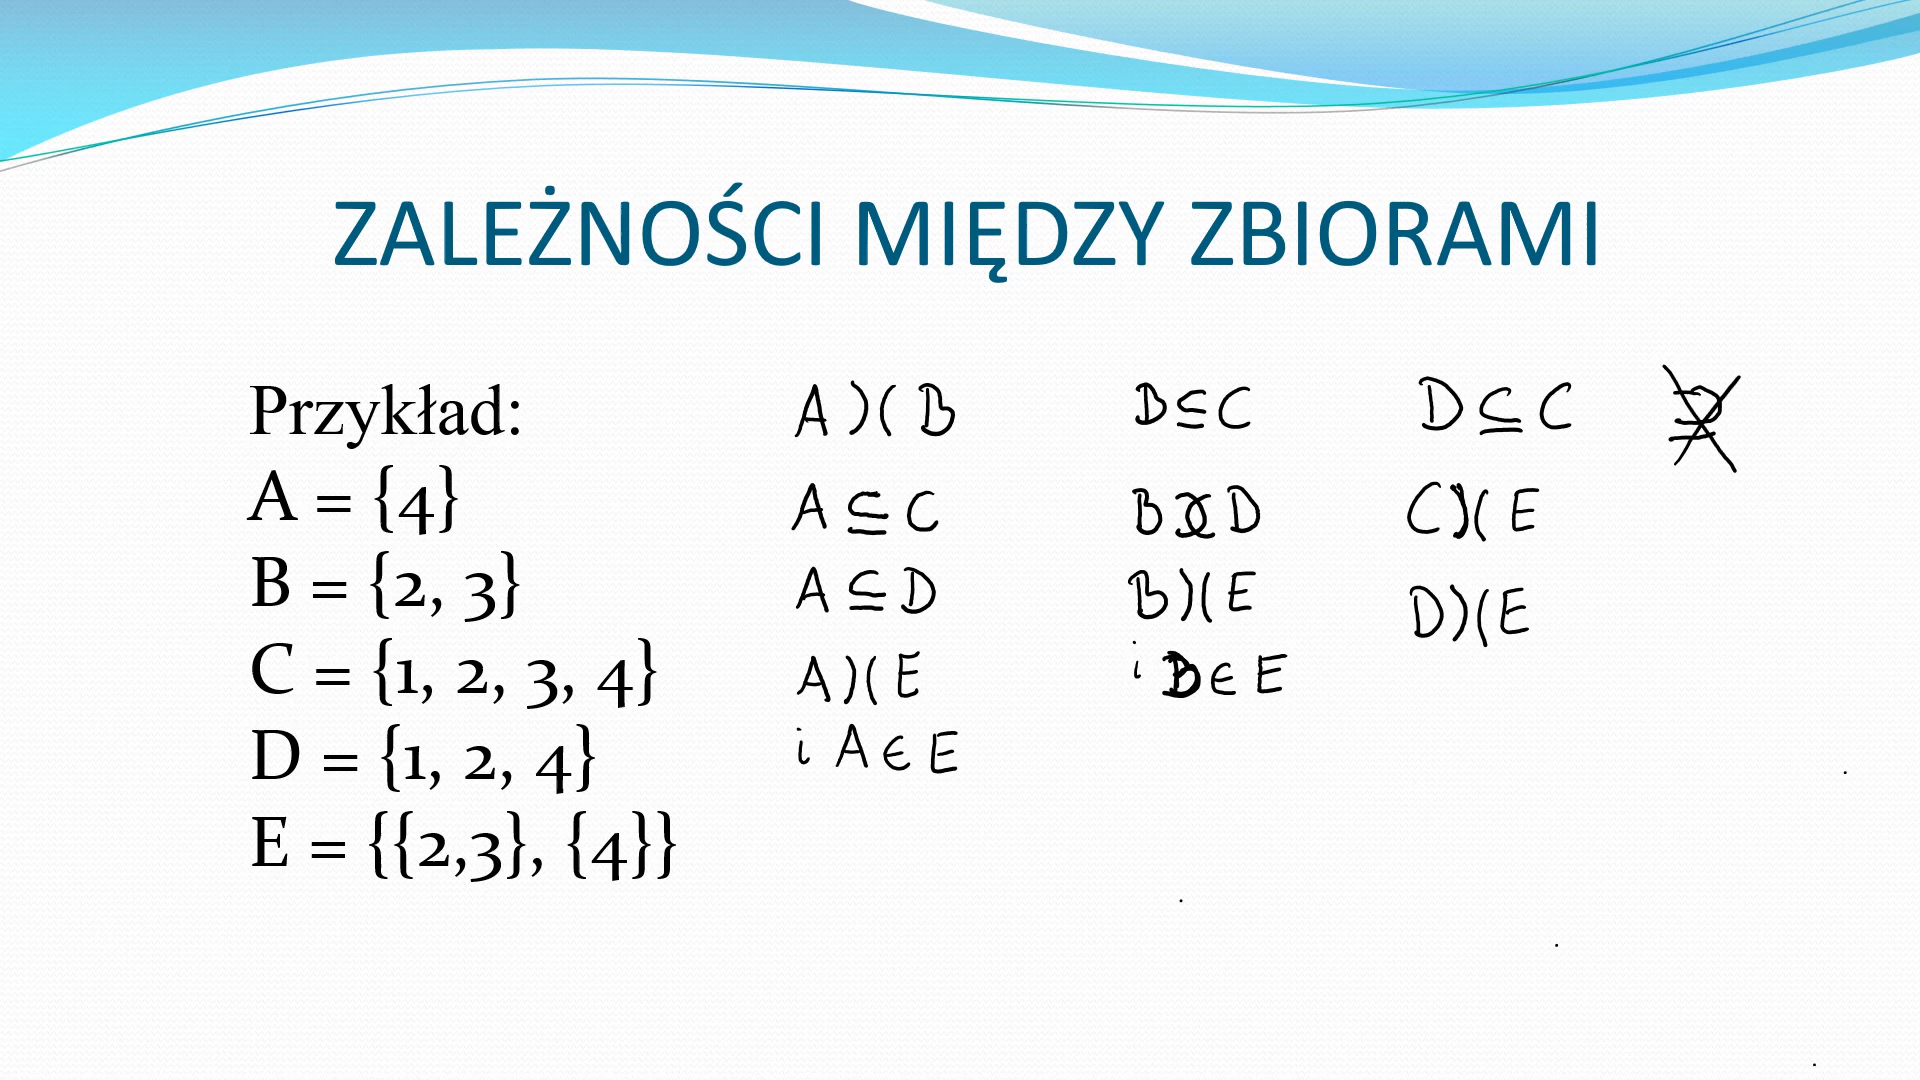 ZALEŻNOŚCI MIĘDZY ZBIORAMI
Przykład:
A = {4}
B = {2, 3}
C = {1, 2, 3, 4}
D = {1, 2, 4}
E = {{2,3}, {4}}
A )( B
A ⊆ C
A ⊆ D
A )( E
i A ∈ E
B ⊆ C
B )( D
B )( E
i B ∈ E
D ⊆ C
C )( E
D )( E